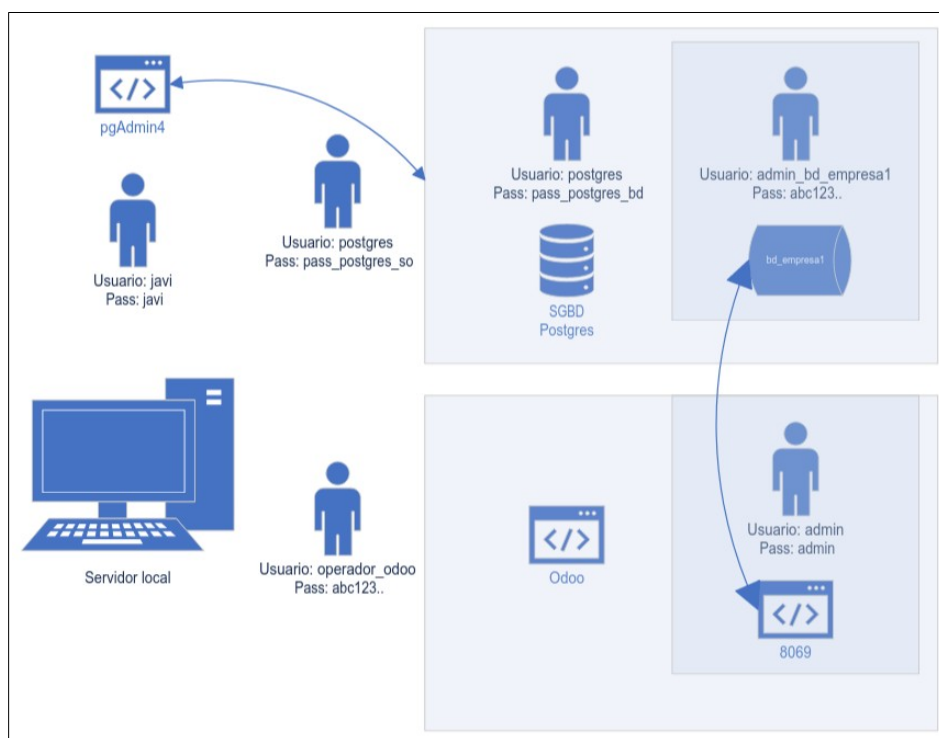 pgAdmin4
Usuario: javi
Pass: javi
Usuario: postgres
Pass: pass_postgres_so
Usuario: postgres
Pass: pass_postgres_bd
SGBD
Postgres
Usuario: admin_bd_empresa1
Pass: abc123..
bd_empresa1
Servidor local
Usuario: operador_odoo
Pass: abc123..
Odoo
Usuario: admin
Pass: admin
8069